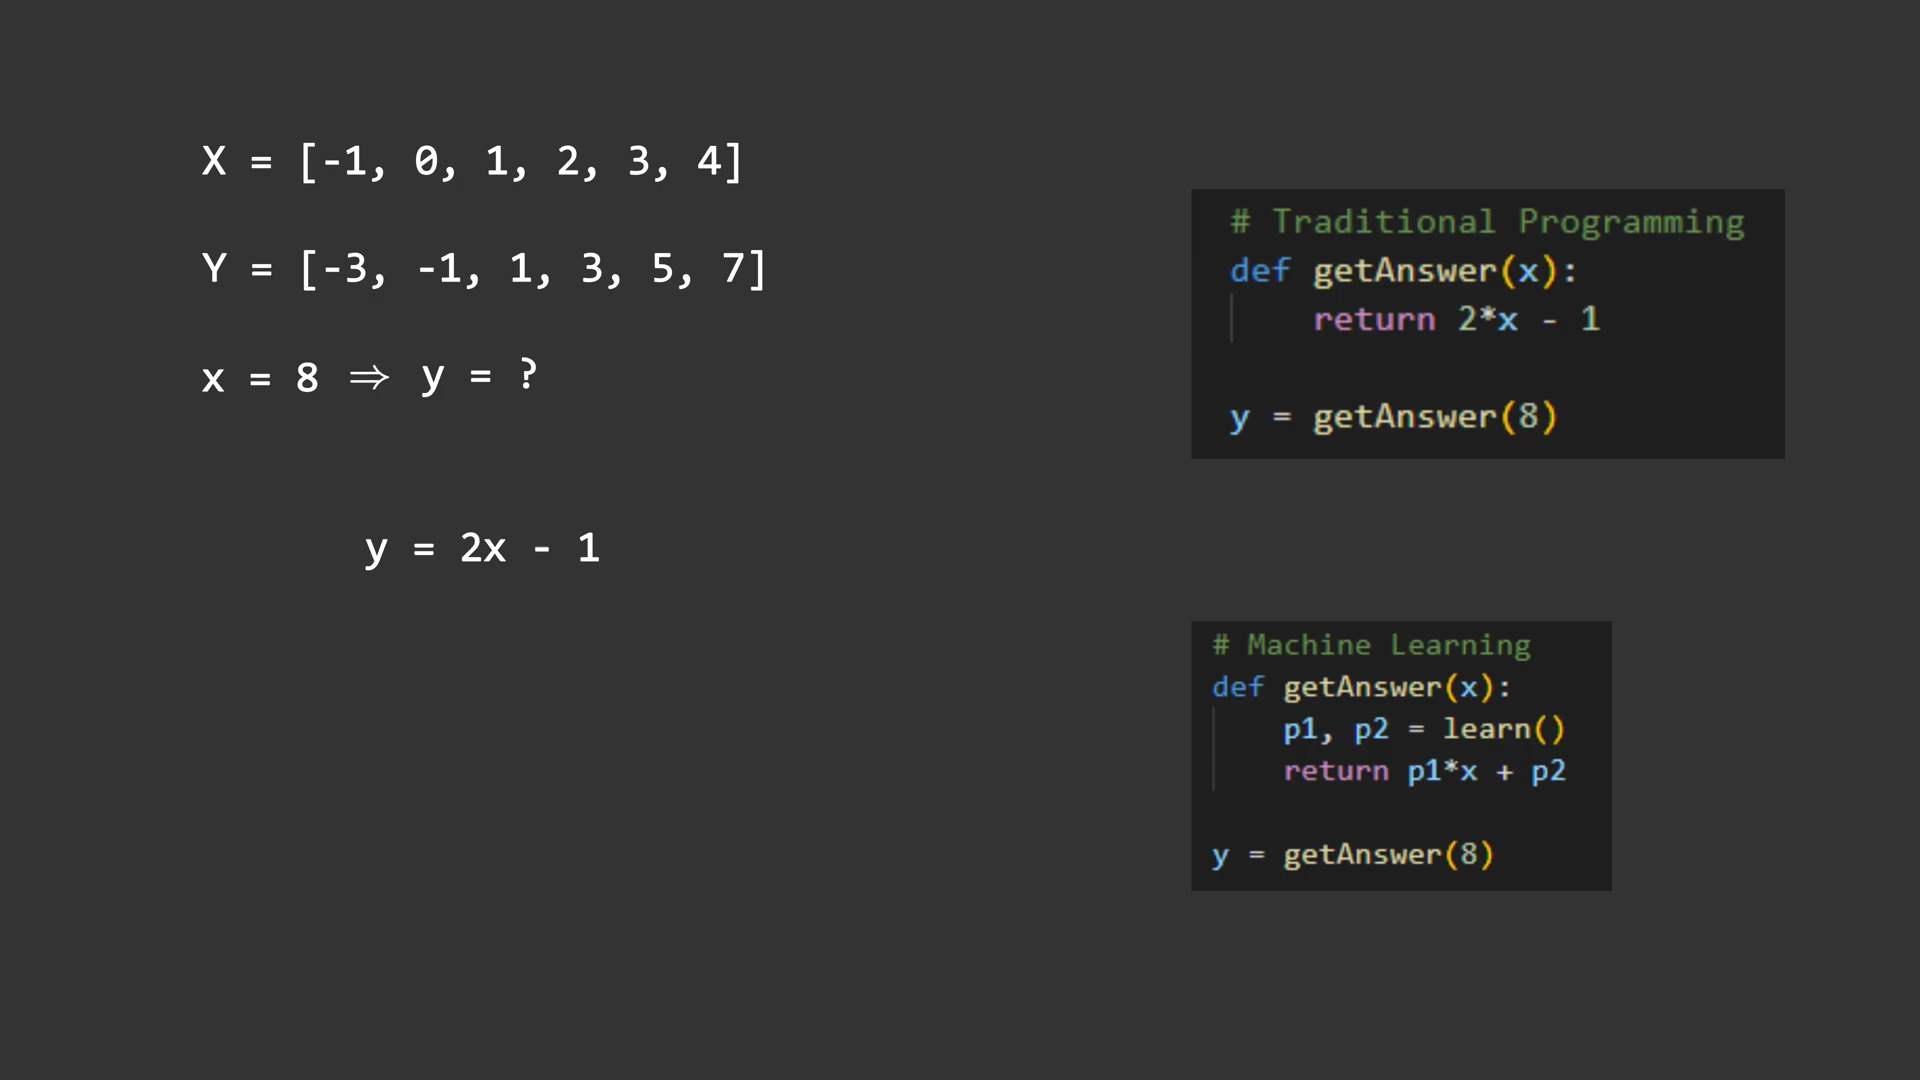 X = [-1, 0, 1, 2, 3, 4]
Y = [-3, -1, 1, 3, 5, 7]
x = 8 ⇒ y = ?
y = 2x - 1
# Traditional Programming
def getAnswer(x):
    return 2*x - 1
y = getAnswer(8)
# Machine Learning
def getAnswer(x):
    p1, p2 = learn()
    return p1*x + p2
y = getAnswer(8)